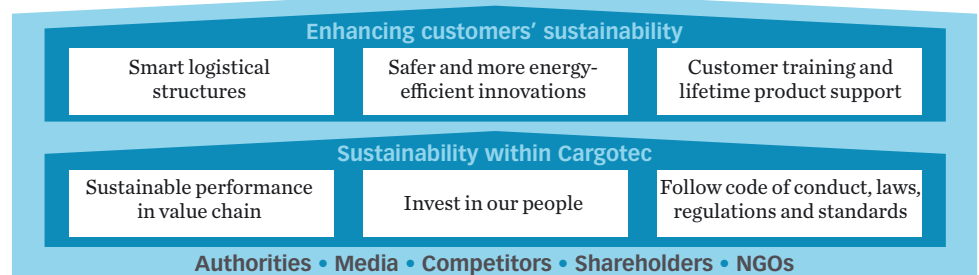 Enhancing customers’ sustainability
Smart logistical
structures
Safer and more energy-
efficient innovations
Customer training and
lifetime product support
Sustainability within Cargotec
Sustainable performance
in value chain
Invest in our people
Follow code of conduct, laws,
regulations and standards
Authorities • Media • Competitors • Shareholders • NGOs